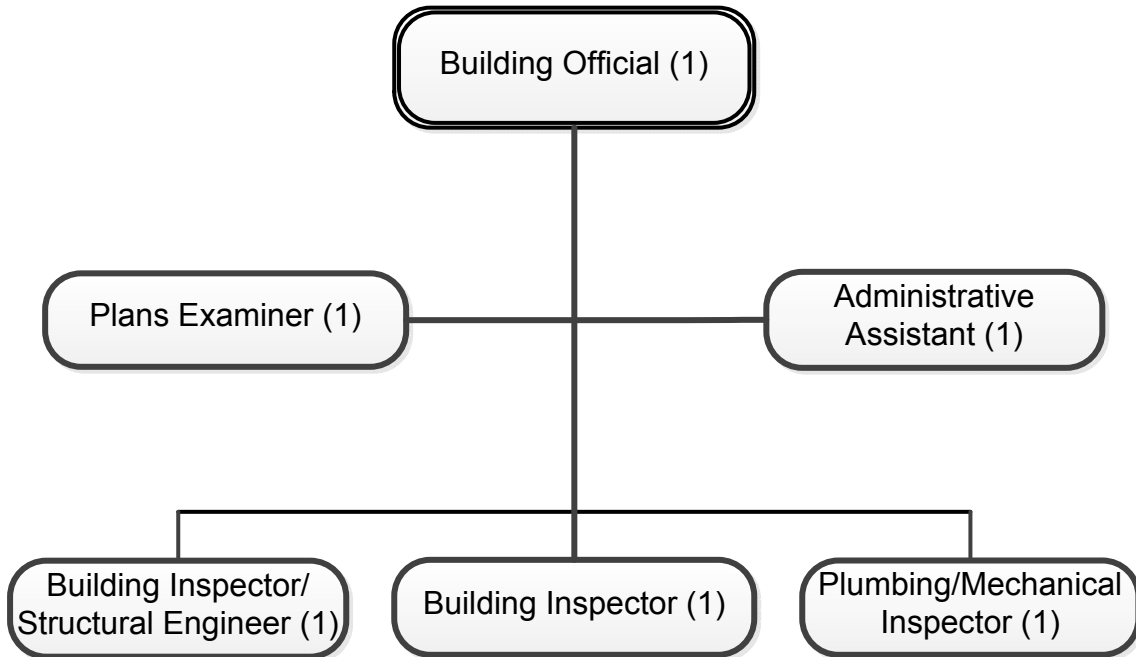 Building Official (1)
Plans Examiner (1)
Administrative
Assistant (1)
Building Inspector/
Structural Engineer (1)
Building Inspector (1)
Plumbing/Mechanical
Inspector (1)